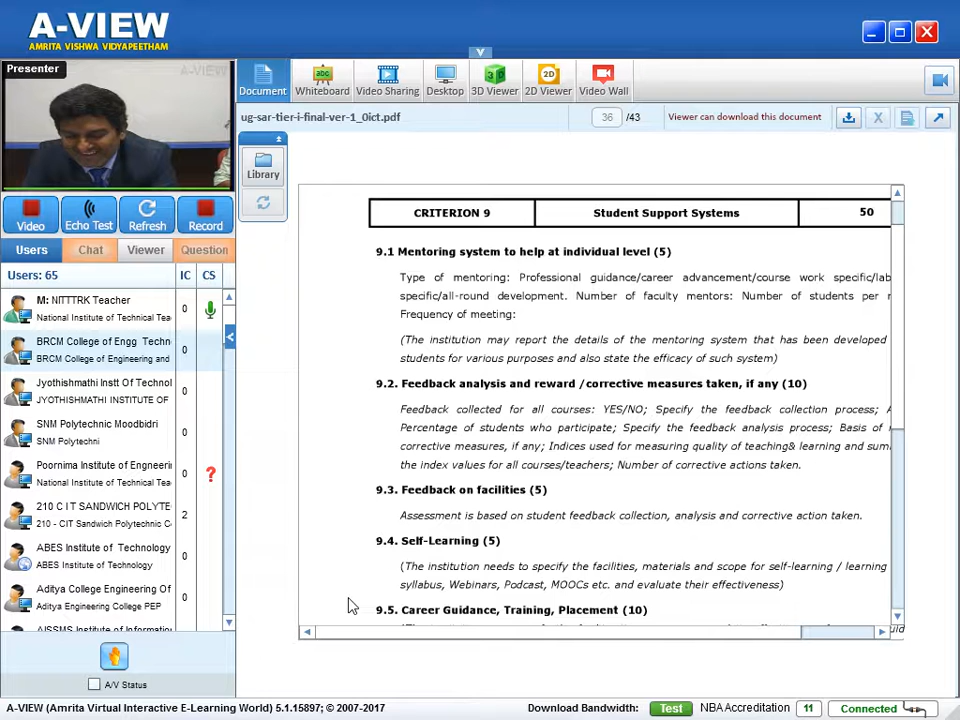 A-VIEW
AMRITA VISHWA VIDYAPEETHAM
Presenter
A-VIEW
Document
abc
Whiteboard
Video Sharing
Desktop
3D
3D Viewer
2D
2D Viewer
Video Wall
ug-sar-tier-i-final-ver-1_0ict.pdf
36 /43
Viewer can download this document
Library
Video
Echo Test
Refresh
Record
Users
Chat
Viewer
Question
Users: 65
IC
CS
M: NITTTRK Teacher
National Institute of Technical Tea
0
BRCM College of Engg Techn
BRCM College of Engineering and
0
Jyothishmathi Instt Of Technol
JYOTHISHMATHI INSTITUTE OF
0
SNM Polytechnic Moodbidri
SNM Polytechni
0
Poornima Institute of Engneeri
National Institute of Technical Tea
0
?
210 C I T SANDWICH POLYTE
210 - CIT Sandwich Polytechnic C
2
ABES Institute of Technology
ABES Institute of Technology
0
Aditya College Engineering Of
Aditya Engineering College PEP
0
AISSMS Institute of Informatio
A/V Status
CRITERION 9
Student Support Systems
50
9.1 Mentoring system to help at individual level (5)
Type of mentoring: Professional guidance/career advancement/course work specific/lab
specific/all-round development. Number of faculty mentors: Number of students per
Frequency of meeting:
(The institution may report the details of the mentoring system that has been developed
students for various purposes and also state the efficacy of such system)
9.2. Feedback analysis and reward /corrective measures taken, if any (10)
Feedback collected for all courses: YES/NO; Specify the feedback collection process;
Percentage of students who participate; Specify the feedback analysis process; Basis of
corrective measures, if any; Indices used for measuring quality of teaching& learning and
the index values for all courses/teachers; Number of corrective actions taken.
9.3. Feedback on facilities (5)
Assessment is based on student feedback collection, analysis and corrective action taken.
9.4. Self-Learning (5)
(The institution needs to specify the facilities, materials and scope for self-learning / learning
syllabus, Webinars, Podcast, MOOCs etc. and evaluate their effectiveness)
9.5. Career Guidance, Training, Placement (10)
A-VIEW (Amrita Virtual Interactive E-Learning World) 5.1.15897; © 2007-2017
Download Bandwidth:
Test
NBA Accreditation
11
Connected